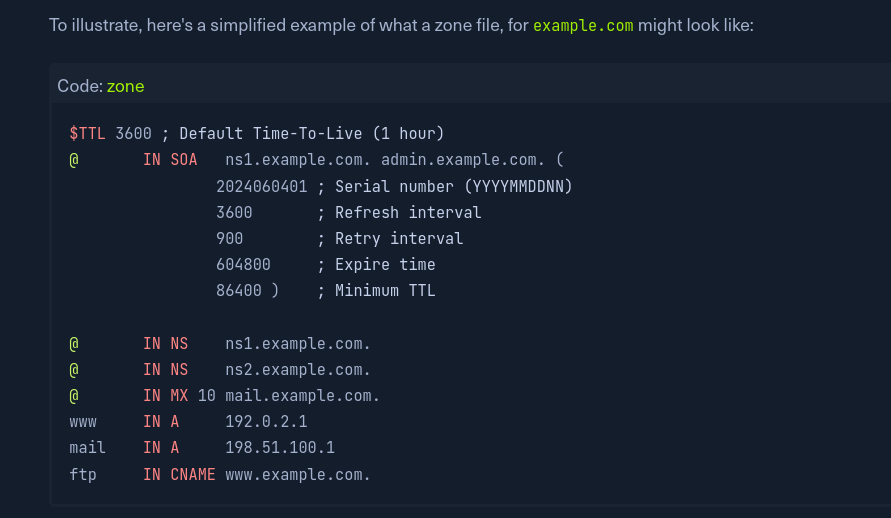 To illustrate, here's a simplified example of what a zone file, for example.com might look like:
Code: zone
$TTL 3600 ; Default Time-To-Live (1 hour)
@       IN SOA   ns1.example.com. admin.example.com. (
                2024060401 ; Serial number (YYYYMMDDNN)
                3600       ; Refresh interval
                900        ; Retry interval
                604800     ; Expire time
                86400 )    ; Minimum TTL
@       IN NS    ns1.example.com.
@       IN NS    ns2.example.com.
@       IN MX 10 mail.example.com.
www     IN A     192.0.2.1
mail    IN A     198.51.100.1
ftp     IN CNAME www.example.com.